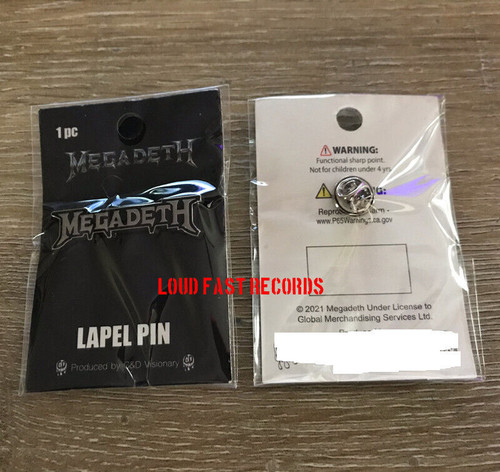 1 pc
MEGADETH
MEGADETH
LOUD FAST RECORDS
LAPEL PIN
Produced by C&D Visionary
WARNING:
Functional sharp point.
Not for children under 4 yrs
Harm -
www.P65Warnings.ca.gov
© 2021 Megadeth Under License to
Global Merchandising Services Ltd.